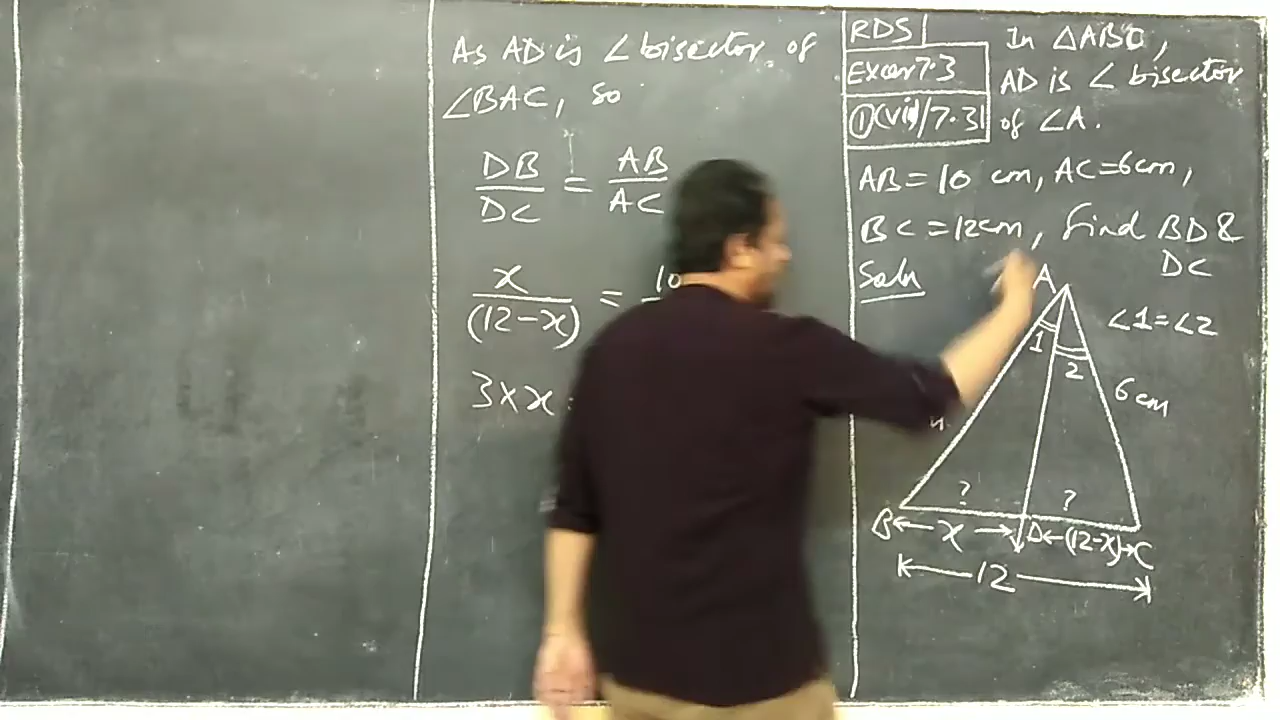 As AD is ∠ bisector of
∠BAC, so
DB/DC = AB/AC
x/(12-x) = 10
3×x =
RDS
Exer 7.3
①(vii)/7.31
In △ABC,
AD is ∠ bisector
of ∠A.
AB = 10 cm, AC = 6cm,
BC = 12cm, find BD &
DC
Soln
A
∠1 = ∠2
1
2
6 cm
? ?
B x D (12-x) C
12